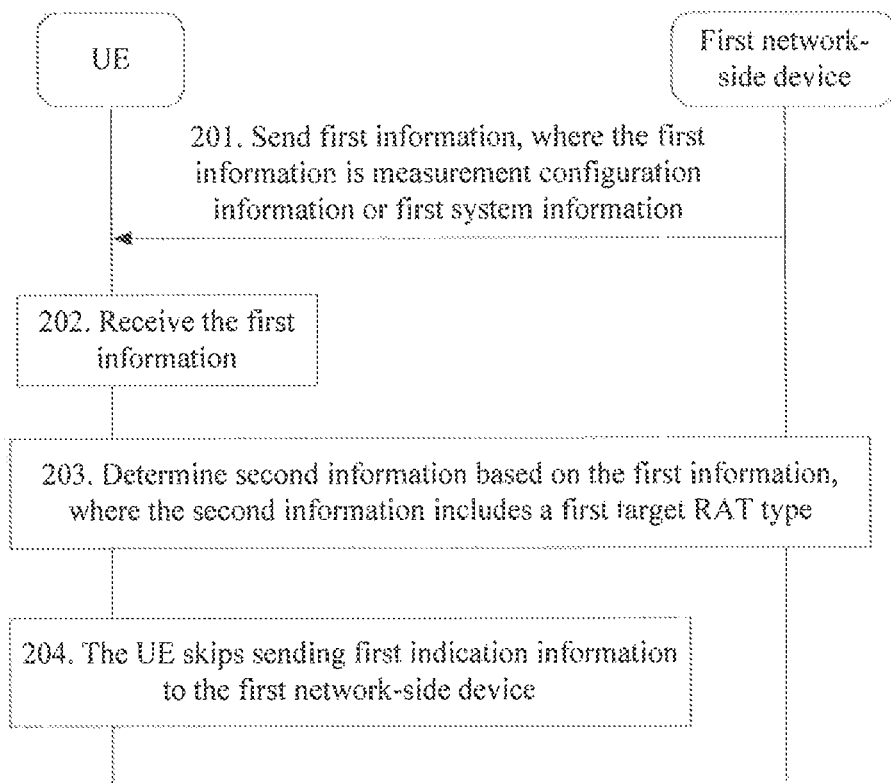 UE
First network-
side device
201. Send first information, where the first
information is measurement configuration
information or first system information
202. Receive the first
information
203. Determine second information based on the first information,
where the second information includes a first target RAT type
204. The UE skips sending first indication information
to the first network-side device